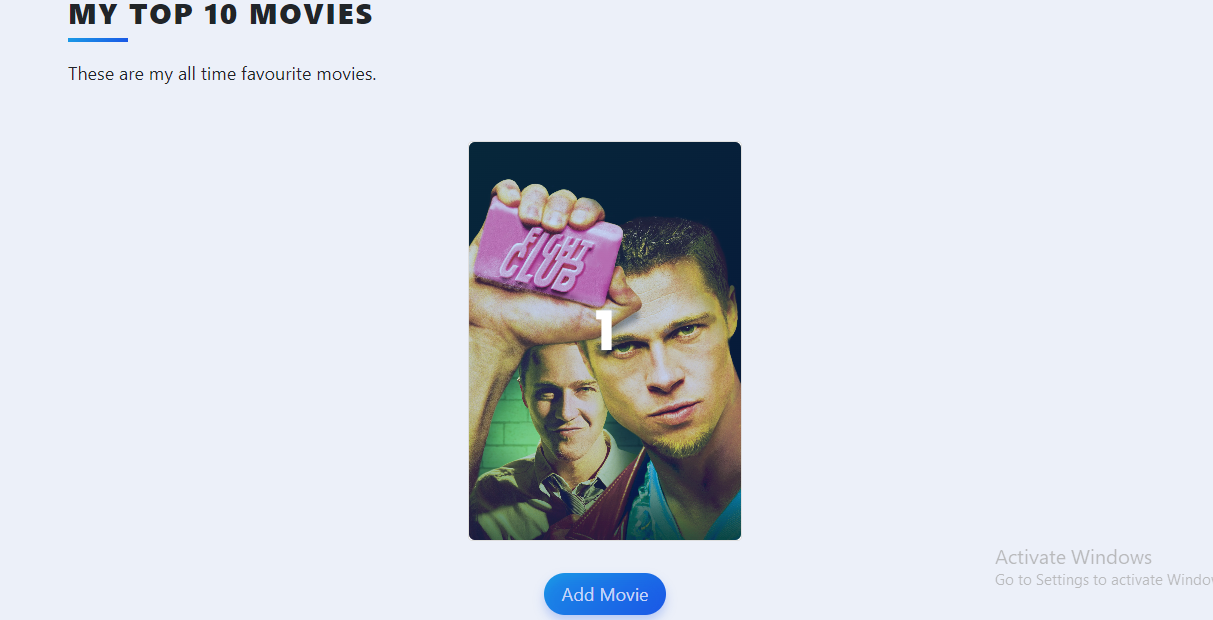 MY TOP 10 MOVIES
These are my all time favourite movies.
FIGHT
CLUB
1
Add Movie
Activate Windows
Go to Settings to activate Windov